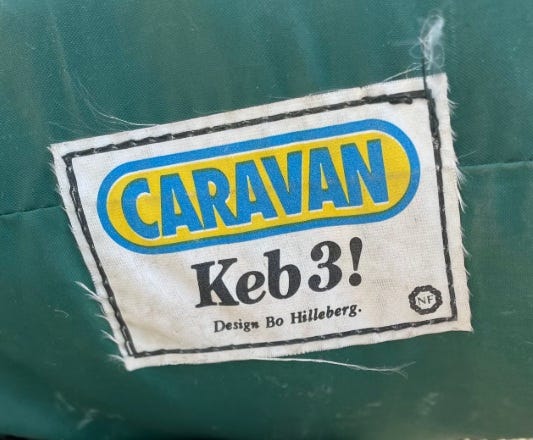 CARAVAN
Keb 3!
Design Bo Hilleberg.
NF